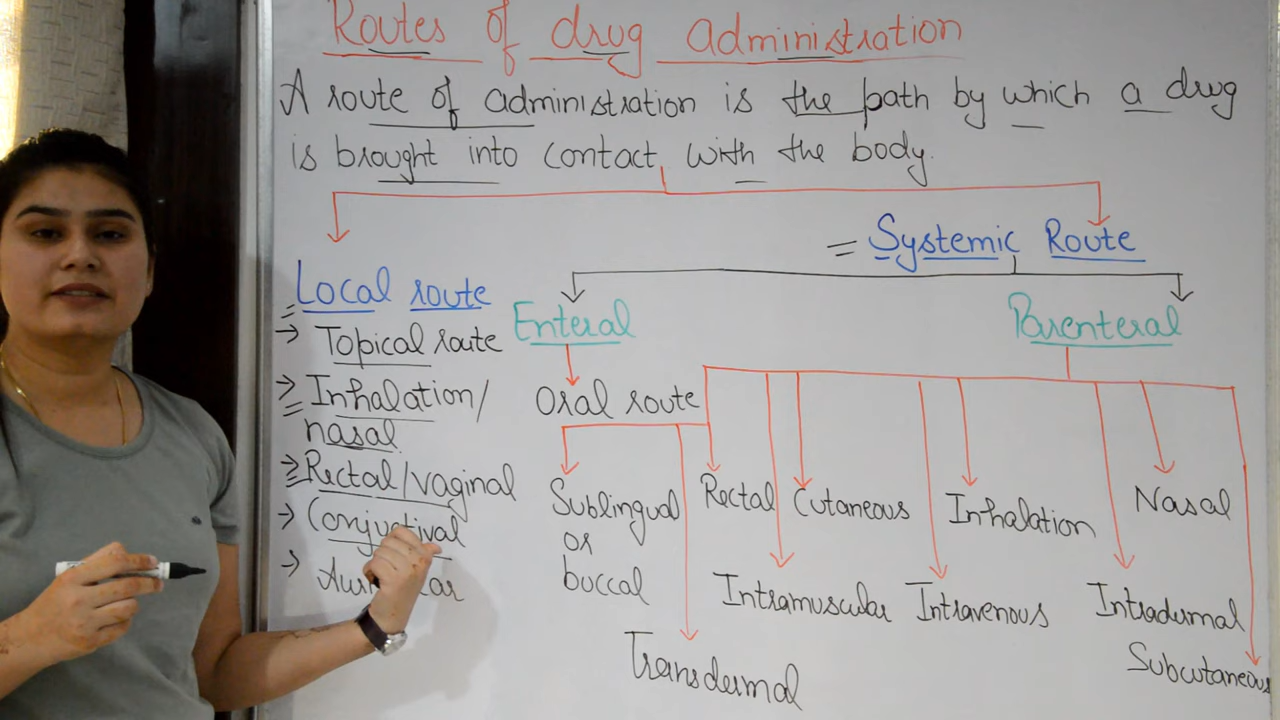 Routes of drug administration
A route of administration is the path by which a drug
is brought into contact with the body.
= Systemic Route
Local route
Enteral
Parenteral
→ Topical route
→ Inhalation/
nasal
→ Rectal/vaginal
→ Conjuctival
→
Oral route
Sublingual
or
buccal
Transdermal
Rectal
Cutaneous
Inhalation
Nasal
Intramuscular
Intravenous
Intradermal
Subcutaneous